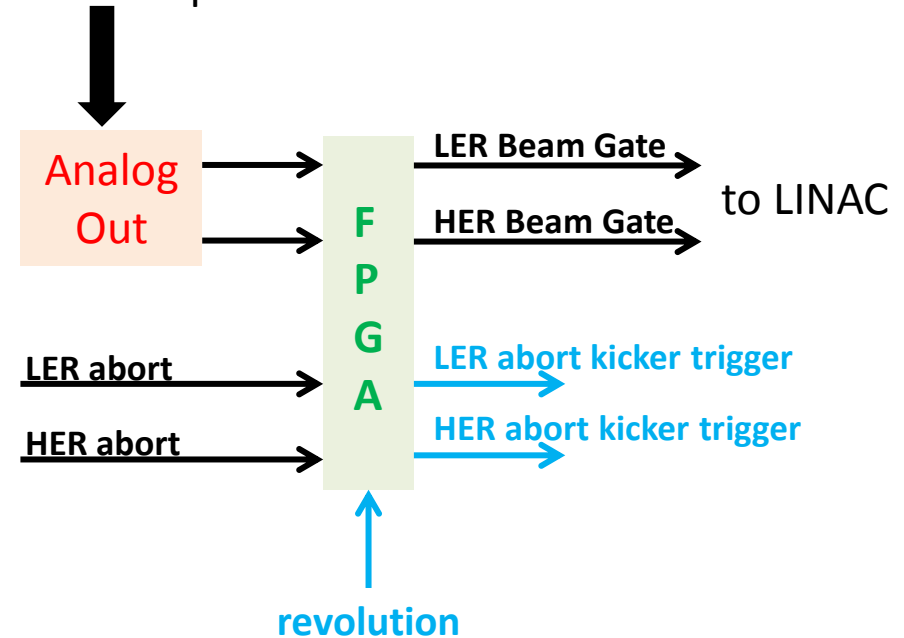 Analog
Out
LER Beam Gate
HER Beam Gate
to LINAC
F
P
G
A
LER abort
HER abort
LER abort kicker trigger
HER abort kicker trigger
revolution